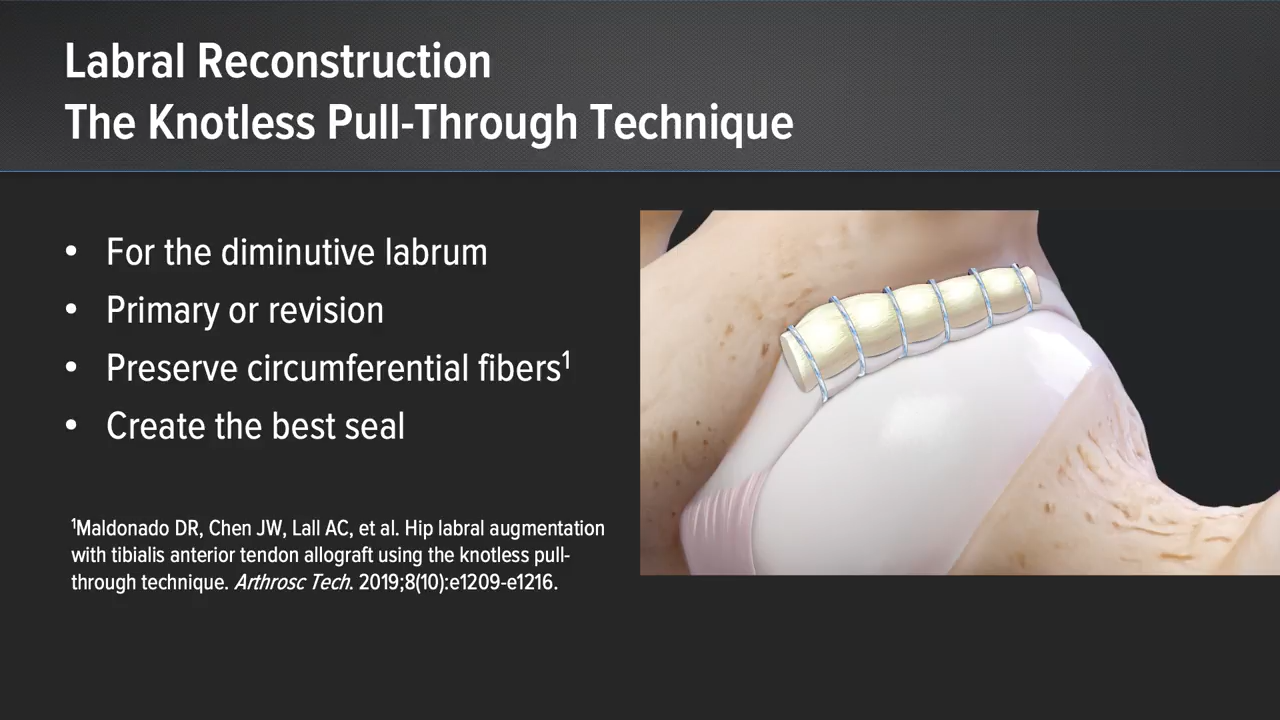 Labral Reconstruction
The Knotless Pull-Through Technique
• For the diminutive labrum
• Primary or revision
• Preserve circumferential fibers¹
• Create the best seal
¹Maldonado DR, Chen JW, Lall AC, et al. Hip labral augmentation
with tibialis anterior tendon allograft using the knotless pull-
through technique. Arthrosc Tech. 2019;8(10):e1209-e1216.